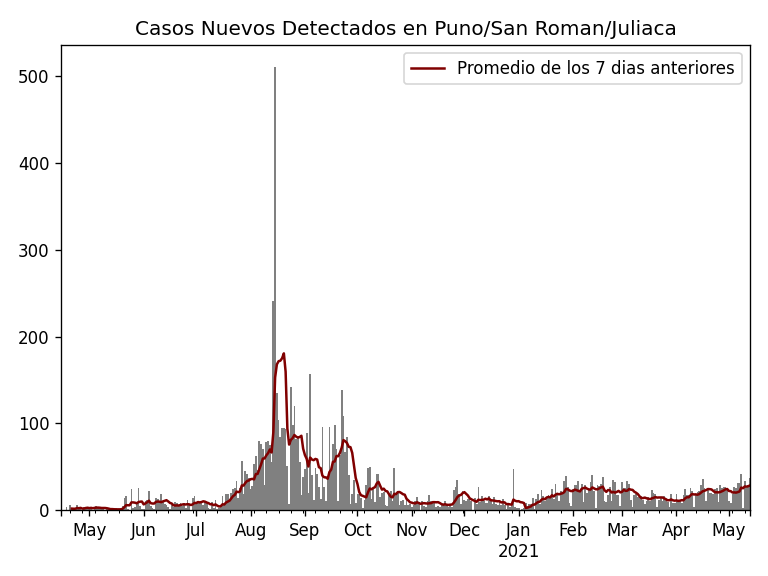 Casos Nuevos Detectados en Puno/San Roman/Juliaca
Promedio de los 7 dias anteriores
500
400
300
200
100
0
May Jun Jul Aug Sep Oct Nov Dec Jan Feb Mar Apr May
2021